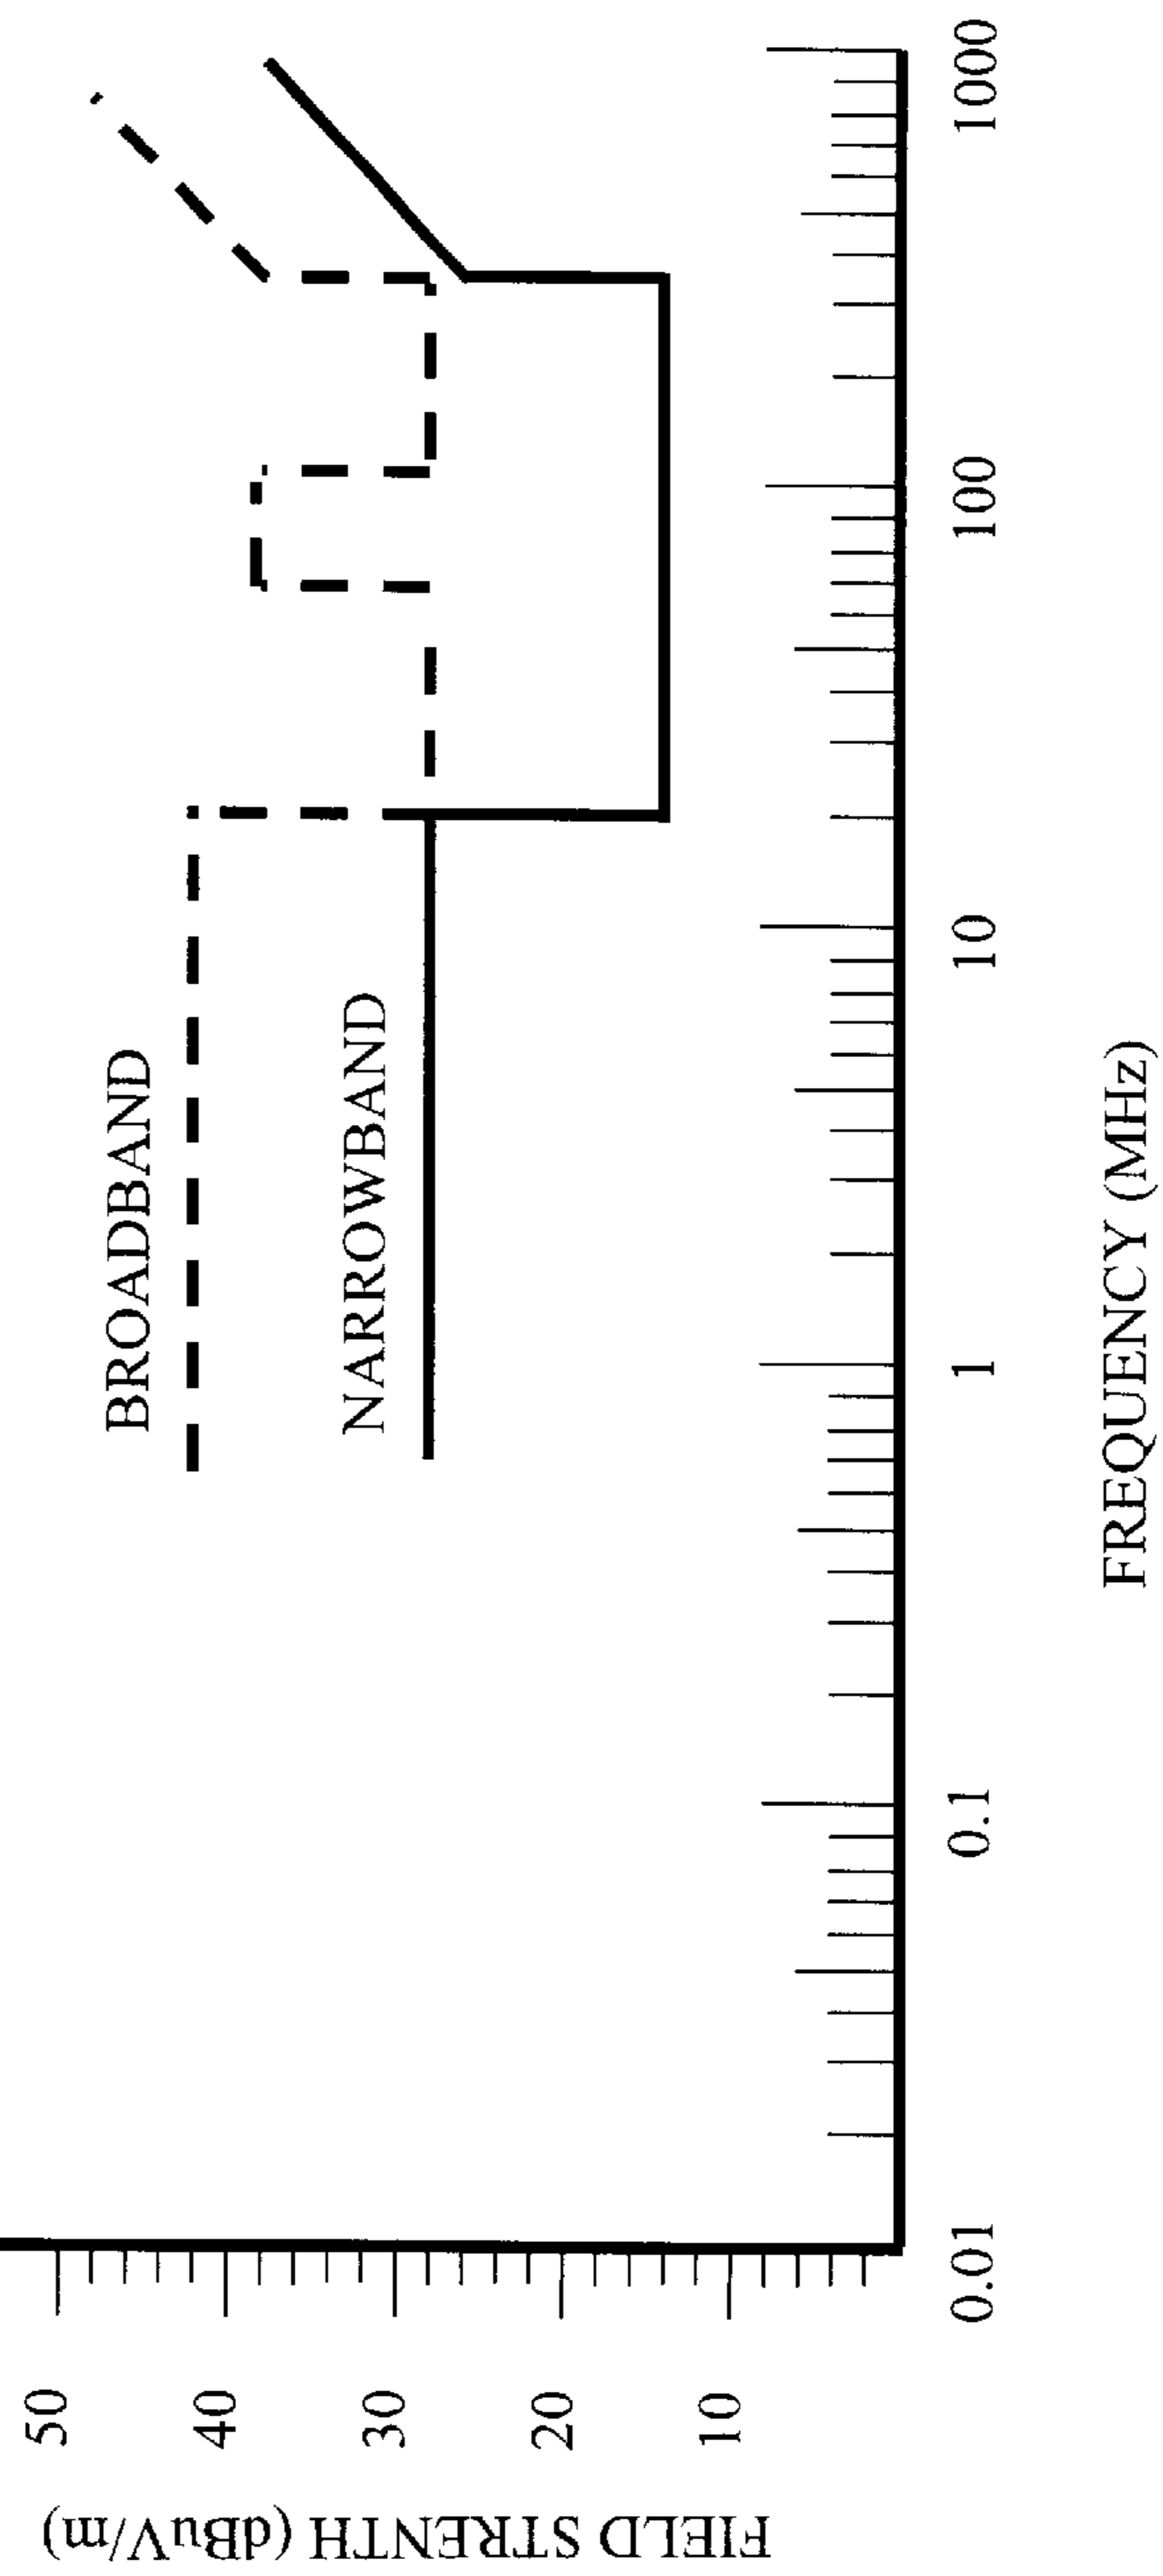 BROADBAND
NARROWBAND
50
40
30
20
10
FIELD STRENTH (dBuV/m)
0.01
0.1
1
10
100
1000
FREQUENCY (MHz)